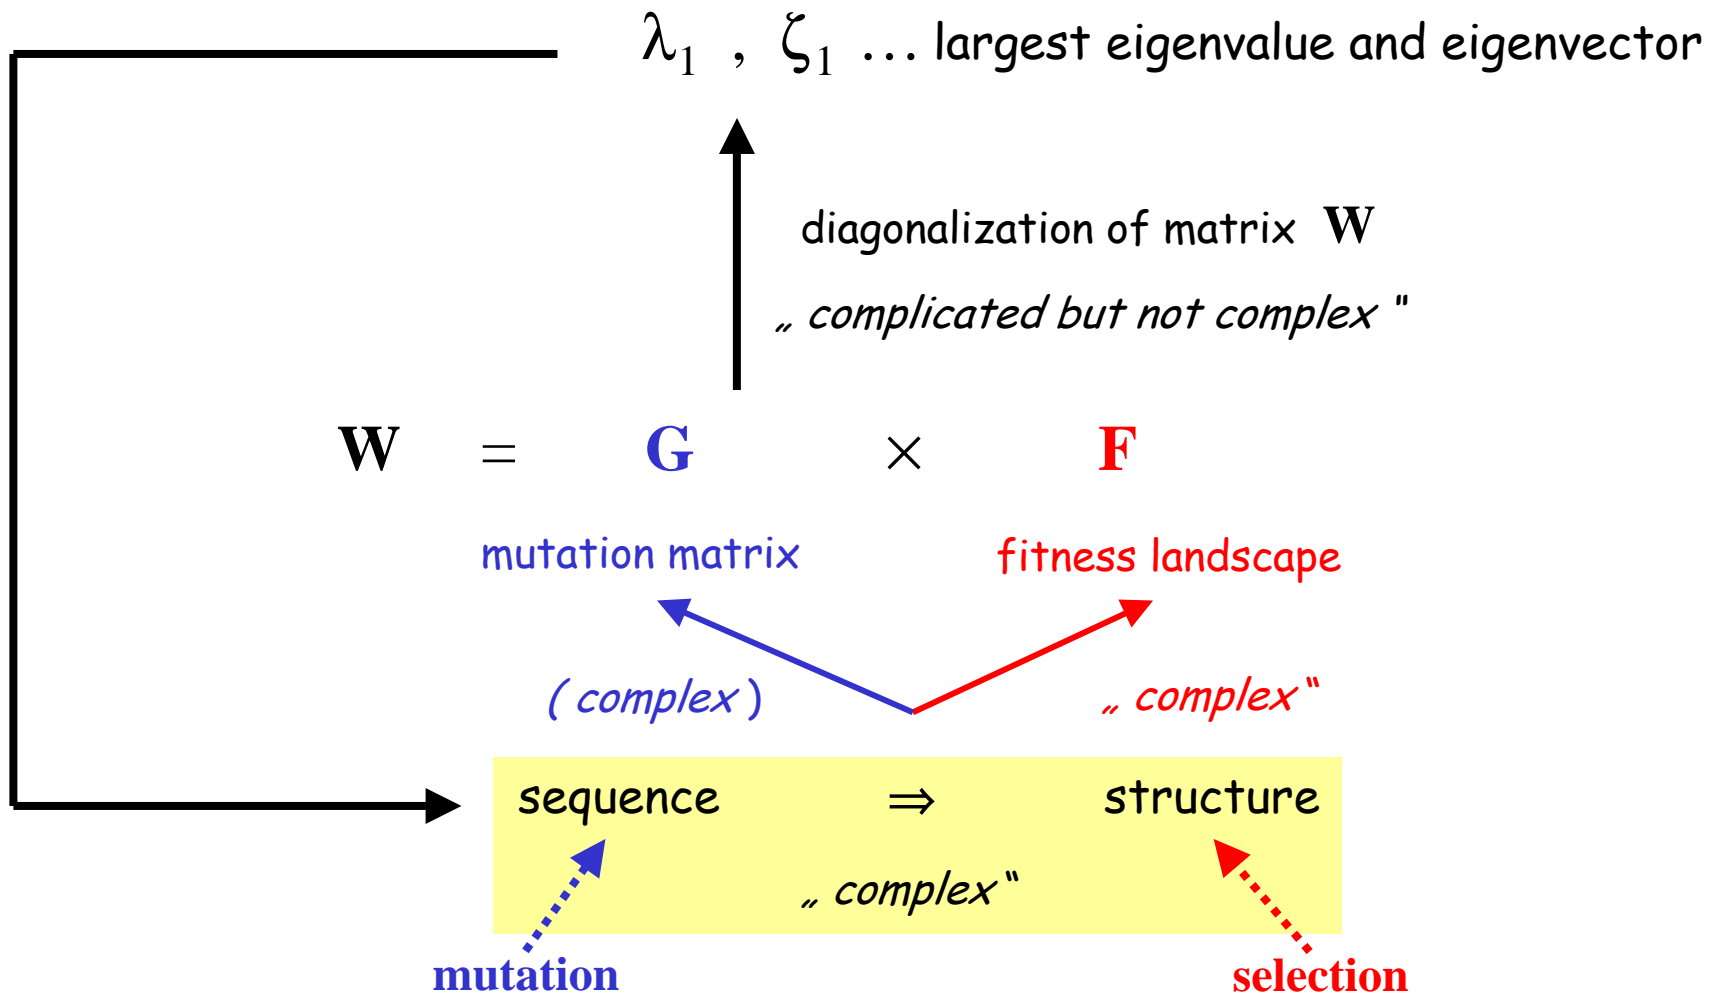 λ₁ , ζ₁ ... largest eigenvalue and eigenvector
diagonalization of matrix W
„ complicated but not complex “
W = G × F
mutation matrix fitness landscape
( complex ) „ complex “
sequence ⇒ structure
„ complex “
mutation selection